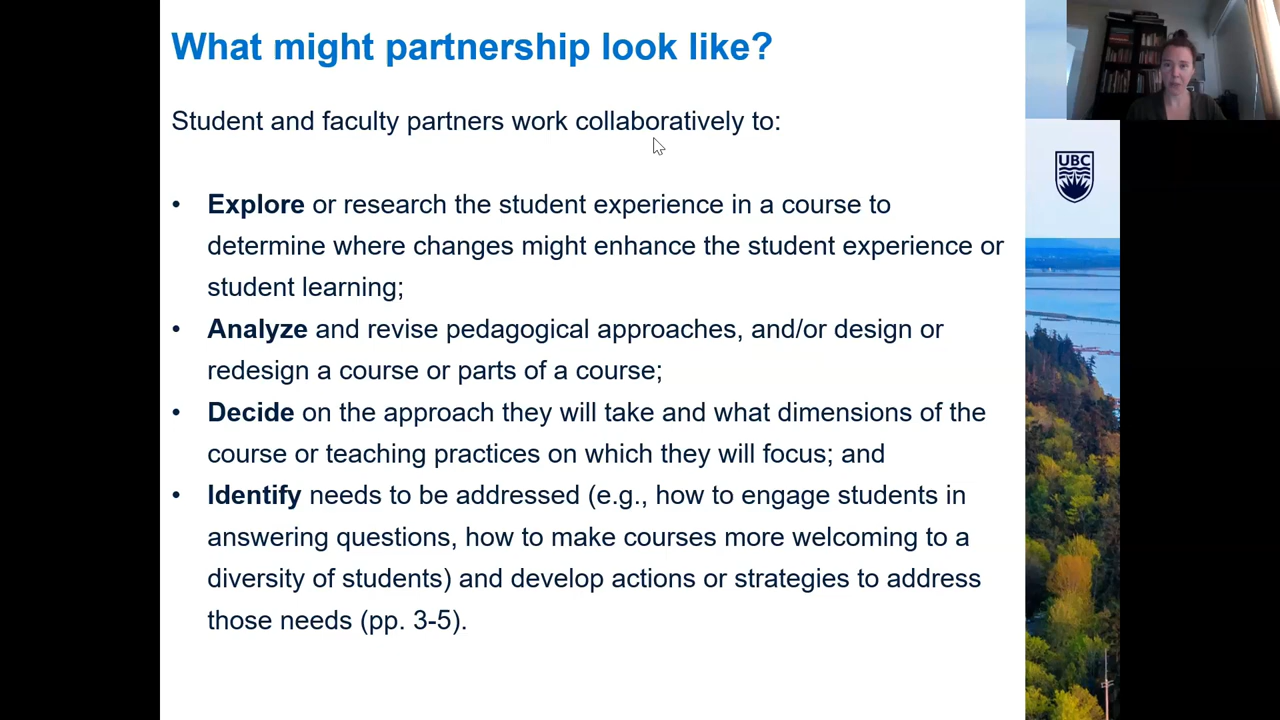 What might partnership look like?
Student and faculty partners work collaboratively to:
UBC
• Explore or research the student experience in a course to
determine where changes might enhance the student experience or
student learning;
• Analyze and revise pedagogical approaches, and/or design or
redesign a course or parts of a course;
• Decide on the approach they will take and what dimensions of the
course or teaching practices on which they will focus; and
• Identify needs to be addressed (e.g., how to engage students in
answering questions, how to make courses more welcoming to a
diversity of students) and develop actions or strategies to address
those needs (pp. 3-5).